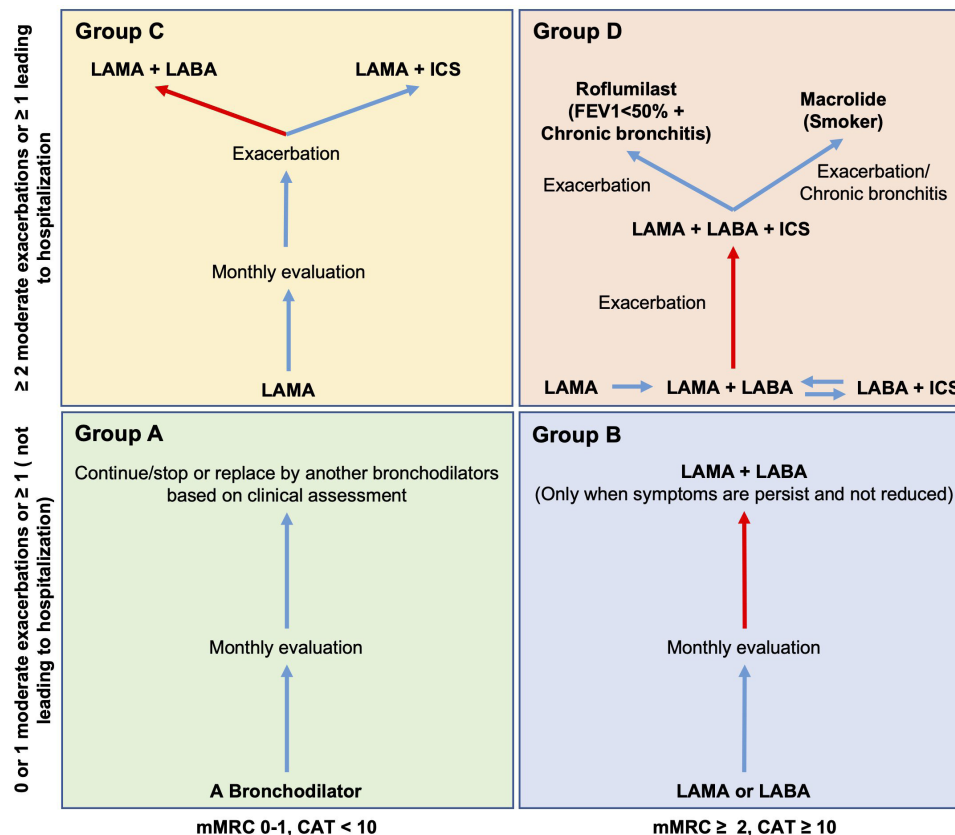 ≥ 2 moderate exacerbations or ≥ 1 leading
to hospitalization
Group C
LAMA + LABA
LAMA + ICS
Exacerbation
Monthly evaluation
LAMA
Group D
Roflumilast
(FEV1<50% +
Chronic bronchitis)
Macrolide
(Smoker)
Exacerbation
Exacerbation/
Chronic bronchitis
LAMA + LABA + ICS
Exacerbation
LAMA
LAMA + LABA
LABA + ICS
0 or 1 moderate exacerbations or ≥ 1 ( not
leading to hospitalization)
Group A
Continue/stop or replace by another bronchodilators
based on clinical assessment
Monthly evaluation
A Bronchodilator
Group B
LAMA + LABA
(Only when symptoms are persist and not reduced)
Monthly evaluation
LAMA or LABA
mMRC 0-1, CAT < 10
mMRC ≥ 2, CAT ≥ 10